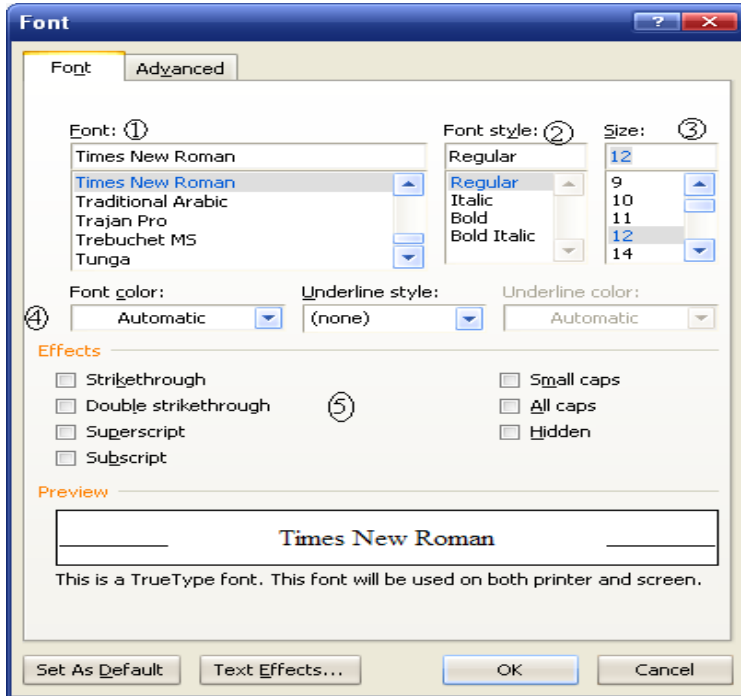 Font
Font Advanced
Font: ① Font style: ② Size: ③
Times New Roman Regular 12
Times New Roman Regular 9
Traditional Arabic Italic 10
Trajan Pro Bold 11
Trebuchet MS Bold Italic 12
Tunga 14
Font color: Underline style: Underline color:
④ Automatic (none) Automatic
Effects
Strikethrough Small caps
Double strikethrough ⑤ All caps
Superscript Hidden
Subscript
Preview
Times New Roman
This is a TrueType font. This font will be used on both printer and screen.
Set As Default Text Effects... OK Cancel